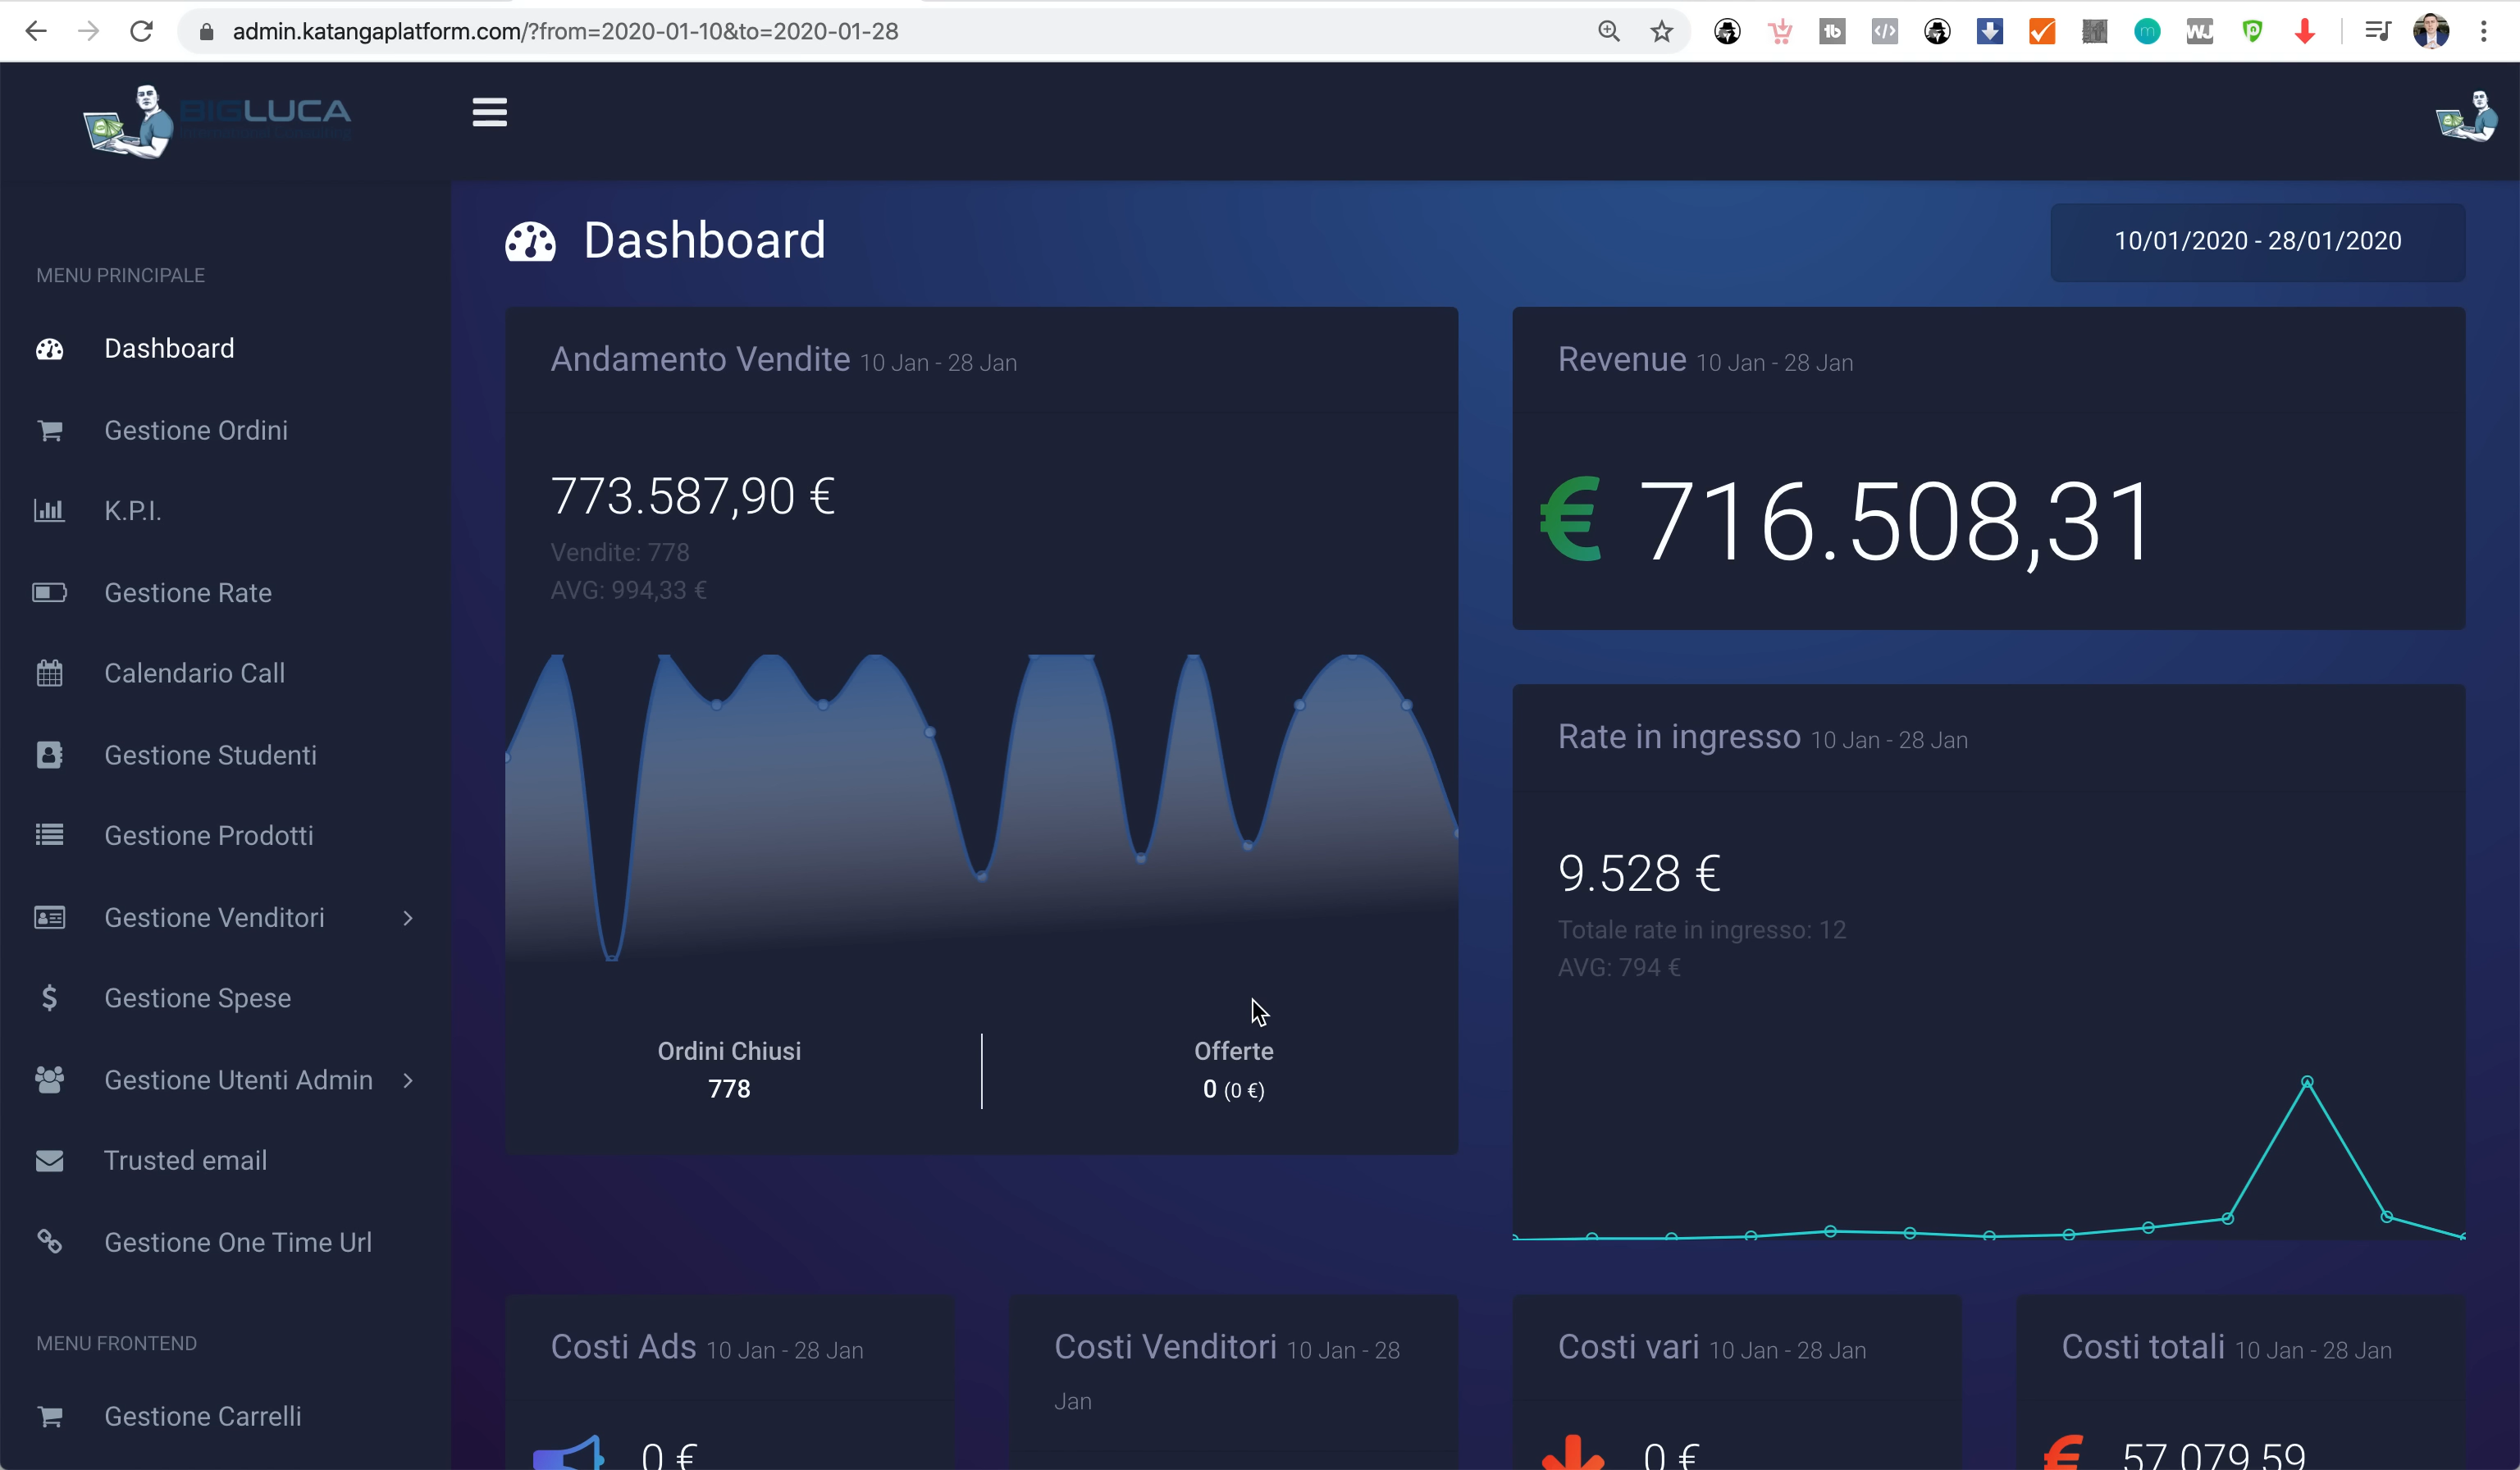 admin.katangaplatform.com/?from=2020-01-10&to=2020-01-28
BIGLUCA
Dashboard
10/01/2020 - 28/01/2020
MENU PRINCIPALE
Dashboard
Gestione Ordini
K.P.I.
Gestione Rate
Calendario Call
Gestione Studenti
Gestione Prodotti
Gestione Venditori
Gestione Spese
Gestione Utenti Admin
Trusted email
Gestione One Time Url
MENU FRONTEND
Gestione Carrelli
Andamento Vendite 10 Jan - 28 Jan
773.587,90 €
Vendite: 778
AVG: 994,33 €
Ordini Chiusi
778
Offerte
0 (0 €)
Revenue 10 Jan - 28 Jan
€ 716.508,31
Rate in ingresso 10 Jan - 28 Jan
9.528 €
Totale rate in ingresso: 12
AVG: 794 €
Costi Ads 10 Jan - 28 Jan
0 €
Costi Venditori 10 Jan - 28
Jan
Costi vari 10 Jan - 28 Jan
0 €
Costi totali 10 Jan - 28 Jan
€ 57.079,59